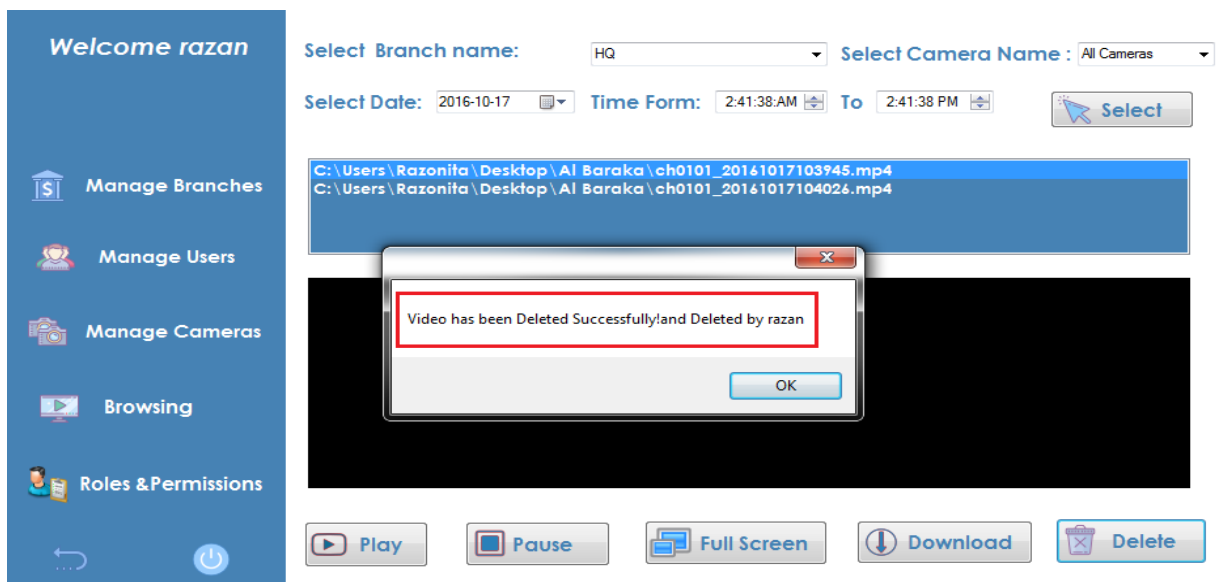 Welcome razan
Select Branch name: HQ Select Camera Name : All Cameras
Select Date: 2016-10-17 Time Form: 2:41:38:AM To 2:41:38 PM Select
C:\Users\Razonita\Desktop\Al Baraka\ch0101_20161017103945.mp4
C:\Users\Razonita\Desktop\Al Baraka\ch0101_20161017104026.mp4
Manage Branches
Manage Users
Manage Cameras
Browsing
Roles &Permissions
Video has been Deleted Successfully!and Deleted by razan
OK
Play Pause Full Screen Download Delete